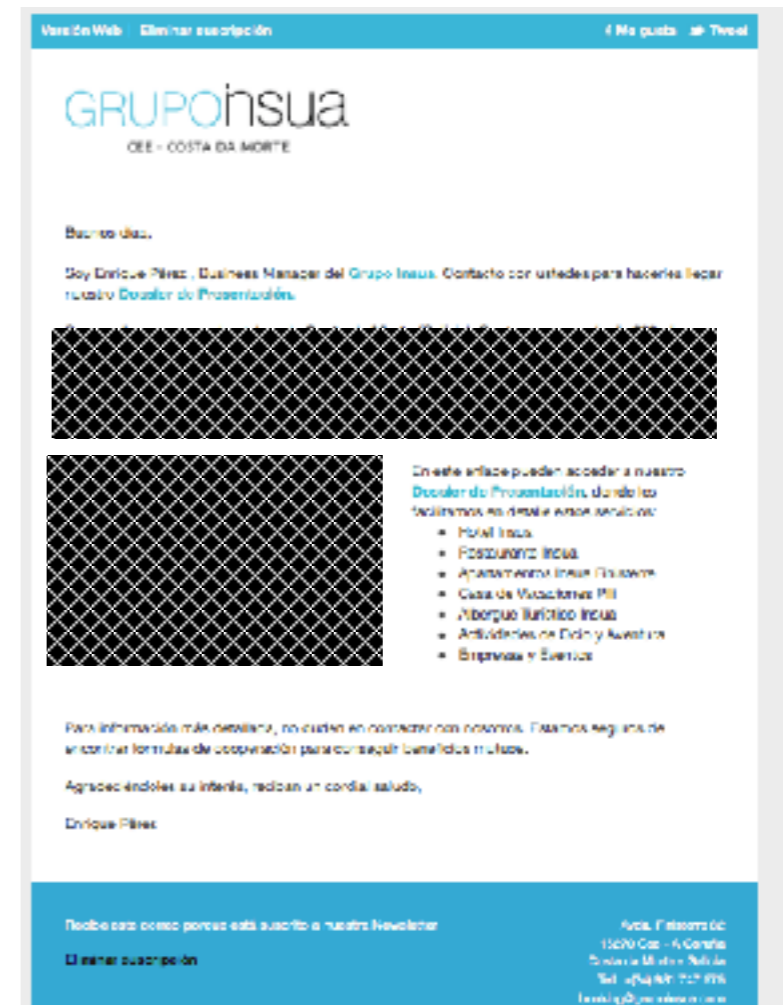 Versión Web | Eliminar suscripción
Me gusta Tweet
GRUPOinsua
CEE - COSTA DA MORTE
Buenos días,
Soy Enrique Pérez, Business Manager del Grupo Insua. Contacto con ustedes para hacerles llegar
nuestro Dossier de Presentación.
En este enlace pueden acceder a nuestro
Dossier de Presentación, donde les
facilitamos en detalle estos servicios:
Hotel Insua
Restaurante Insua
Apartamentos Insua Finisterre
Casa de Vacaciones
Albergue Turístico Insua
Actividades de Ocio y Aventura
Empresas y Eventos
Para información más detallada, no duden en contactar con nosotros. Estamos seguros de
encontrar formulas de cooperación para conseguir beneficios mutuos.
Agradeciéndoles su interés, reciban un cordial saludo,
Enrique Pérez
Recibe este correo porque está suscrito a nuestra Newsletter
Eliminar suscripción
Avda. Finisterre
Cee - A Coruña